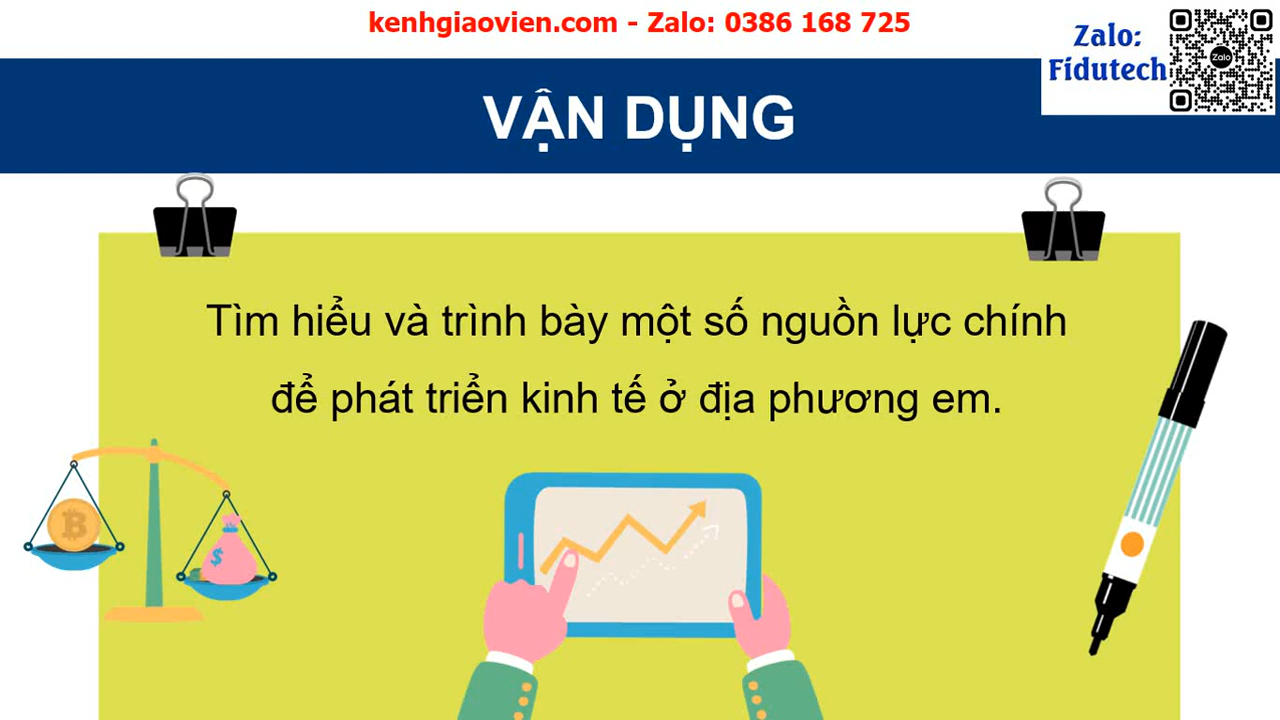 kenhgiaovien.com - Zalo: 0386 168 725
Zalo:
Fidutech
Zalo
VẬN DỤNG
Tìm hiểu và trình bày một số nguồn lực chính
để phát triển kinh tế ở địa phương em.
B
$